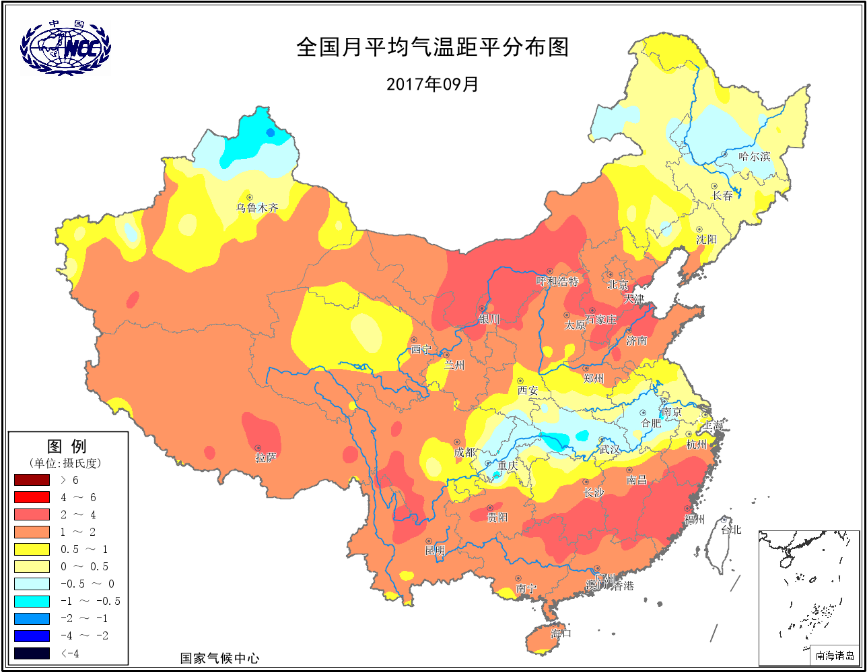 中国
NCC
全国月平均气温距平分布图
2017年09月
哈尔滨
长春
乌鲁木齐
沈阳
呼和浩特
北京
天津
银川
太原
石家庄
济南
西宁
兰州
郑州
西安
南京
合肥
上海
成都
武汉
杭州
拉萨
重庆
南昌
长沙
贵阳
福州
台北
昆明
广州
南宁
澳门
香港
海口
图 例
(单位:摄氏度)
> 6
4 ~ 6
2 ~ 4
1 ~ 2
0.5 ~ 1
0 ~ 0.5
-0.5 ~ 0
-1 ~ -0.5
-2 ~ -1
-4 ~ -2
<-4
国家气候中心
南海诸岛